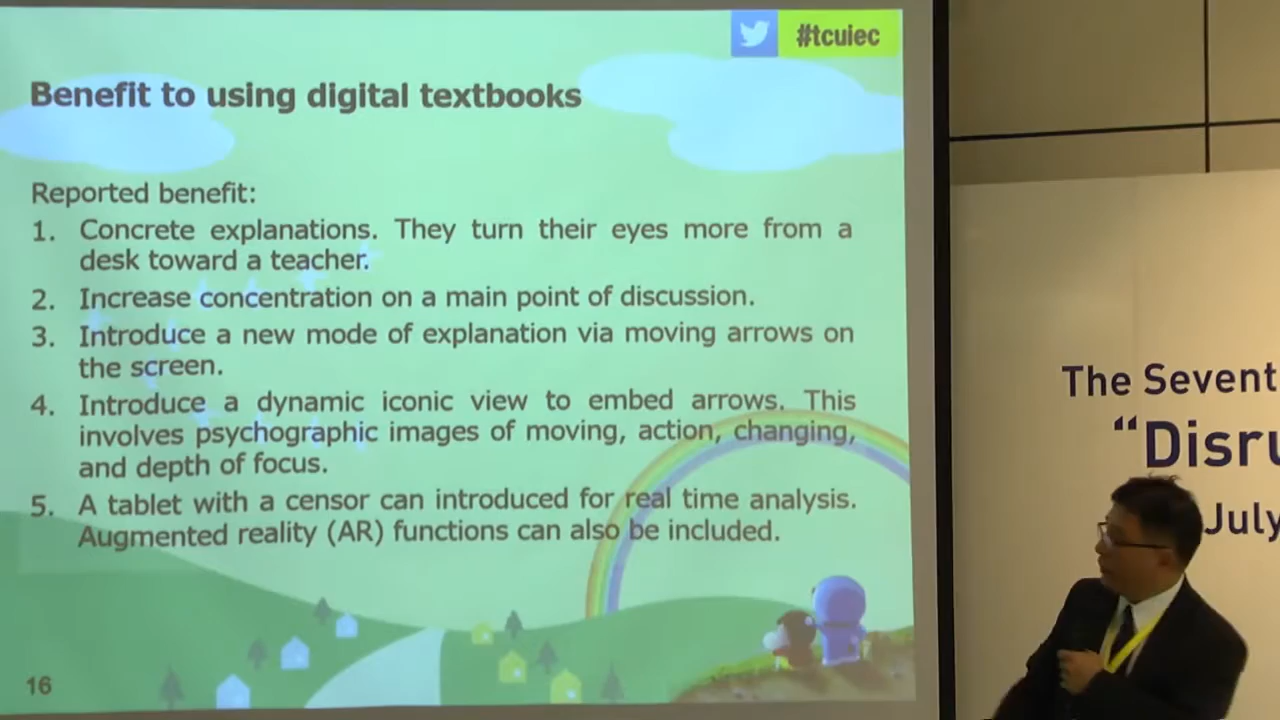 #tcuiec
Benefit to using digital textbooks
Reported benefit:
1. Concrete explanations. They turn their eyes more from a
desk toward a teacher.
2. Increase concentration on a main point of discussion.
3. Introduce a new mode of explanation via moving arrows on
the screen.
4. Introduce a dynamic iconic view to embed arrows. This
involves psychographic images of moving, action, changing,
and depth of focus.
5. A tablet with a censor can introduced for real time analysis.
Augmented reality (AR) functions can also be included.
16
The Sevent
“Disru
July